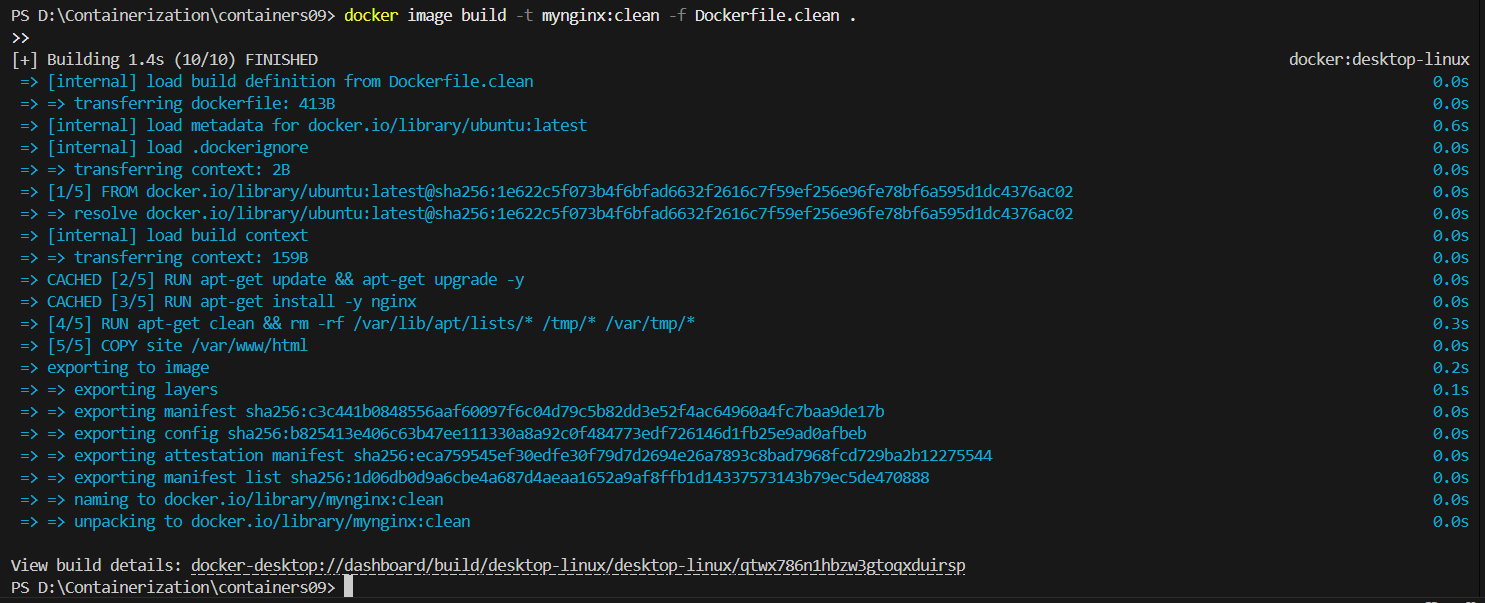 PS D:\Containerization\containers09> docker image build -t mynginx:clean -f Dockerfile.clean .
>>
[+] Building 1.4s (10/10) FINISHED docker:desktop-linux
=> [internal] load build definition from Dockerfile.clean 0.0s
=> => transferring dockerfile: 413B 0.0s
=> [internal] load metadata for docker.io/library/ubuntu:latest 0.6s
=> [internal] load .dockerignore 0.0s
=> => transferring context: 2B 0.0s
=> [1/5] FROM docker.io/library/ubuntu:latest@sha256:1e622c5f073b4f6bfad6632f2616c7f59ef256e96fe78bf6a595d1dc4376ac02 0.0s
=> => resolve docker.io/library/ubuntu:latest@sha256:1e622c5f073b4f6bfad6632f2616c7f59ef256e96fe78bf6a595d1dc4376ac02 0.0s
=> [internal] load build context 0.0s
=> => transferring context: 159B 0.0s
=> CACHED [2/5] RUN apt-get update && apt-get upgrade -y 0.0s
=> CACHED [3/5] RUN apt-get install -y nginx 0.0s
=> [4/5] RUN apt-get clean && rm -rf /var/lib/apt/lists/* /tmp/* /var/tmp/* 0.3s
=> [5/5] COPY site /var/www/html 0.0s
=> exporting to image 0.2s
=> => exporting layers 0.1s
=> => exporting manifest sha256:c3c441b0848556aaf60097f6c04d79c5b82dd3e52f4ac64960a4fc7baa9de17b 0.0s
=> => exporting config sha256:b825413e406c63b47ee111330a8a92c0f484773edf726146d1fb25e9ad0afbeb 0.0s
=> => exporting attestation manifest sha256:eca759545ef30edfe30f79d7d2694e26a7893c8bad7968fcd729ba2b12275544 0.0s
=> => exporting manifest list sha256:1d06db0d9a6cbe4a687d4aeaa1652a9af8ffb1d14337573143b79ec5de470888 0.0s
=> => naming to docker.io/library/mynginx:clean 0.0s
=> => unpacking to docker.io/library/mynginx:clean 0.0s
View build details: docker-desktop://dashboard/build/desktop-linux/desktop-linux/qtwx786n1hbzw3gtoqxduirsp
PS D:\Containerization\containers09>